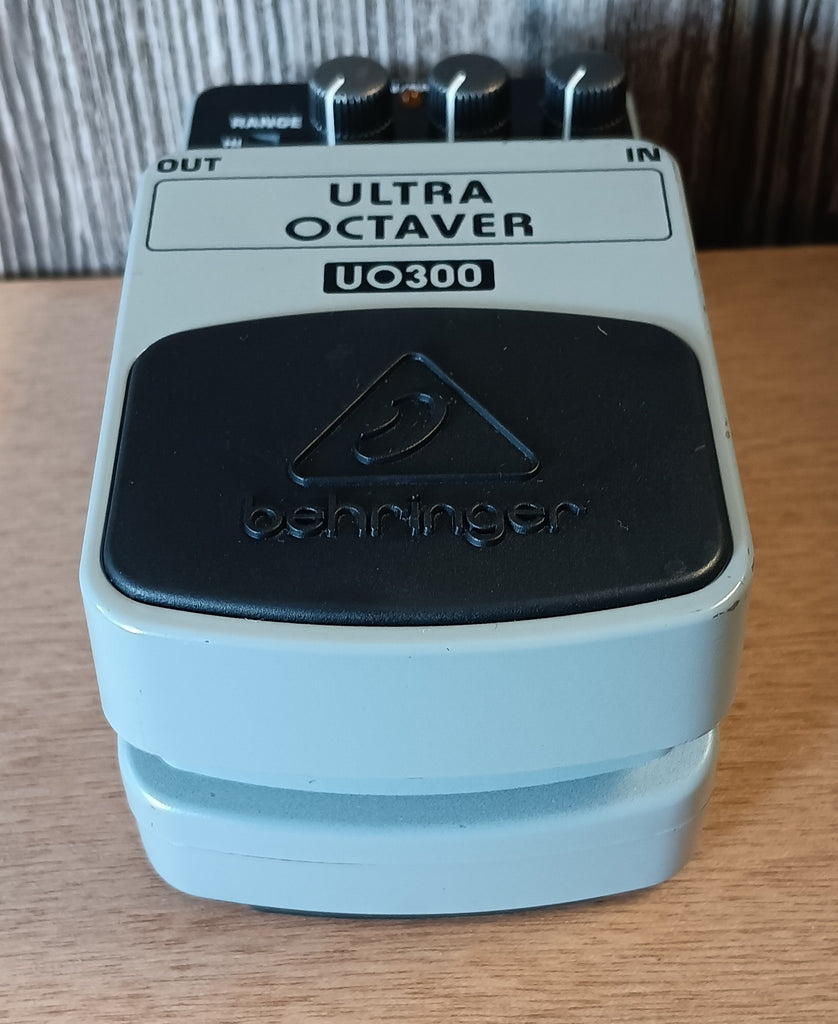 RANGE
OUT
IN
ULTRA
OCTAVER
UO300
behringer